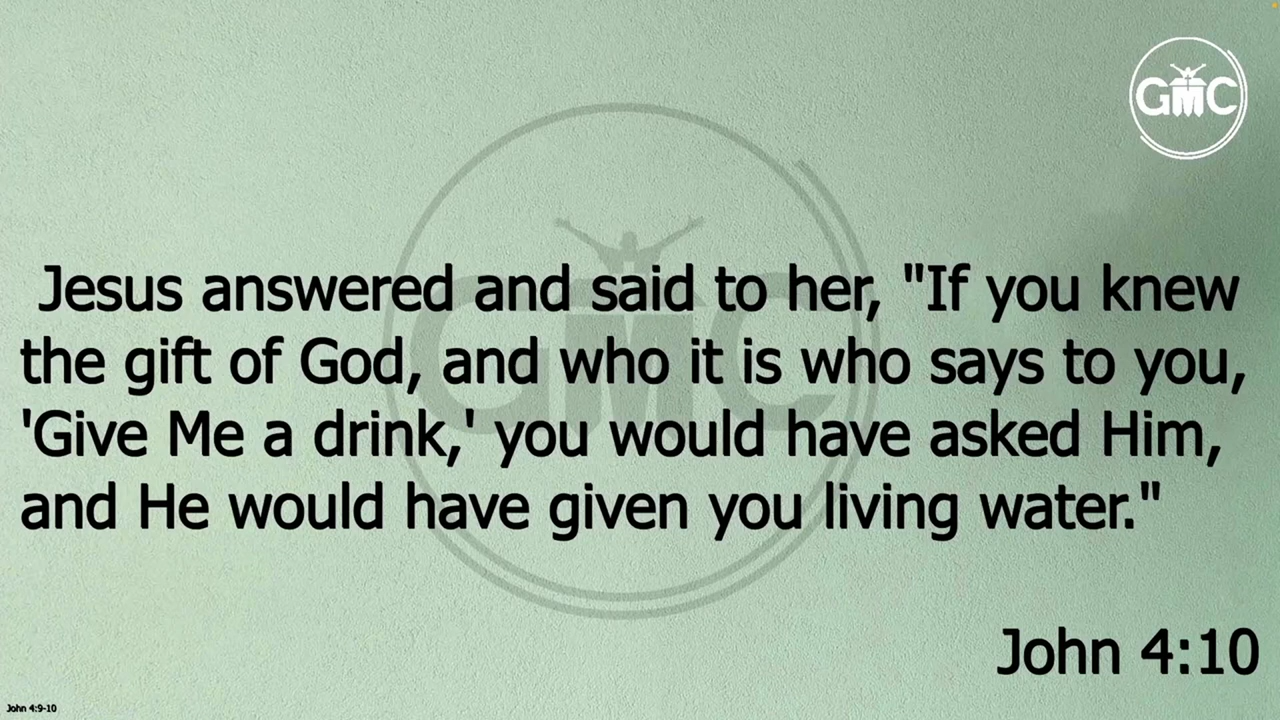 GMC
Jesus answered and said to her, "If you knew
the gift of God, and who it is who says to you,
'Give Me a drink,' you would have asked Him,
and He would have given you living water."
GMC
John 4:10
John 4:9-10